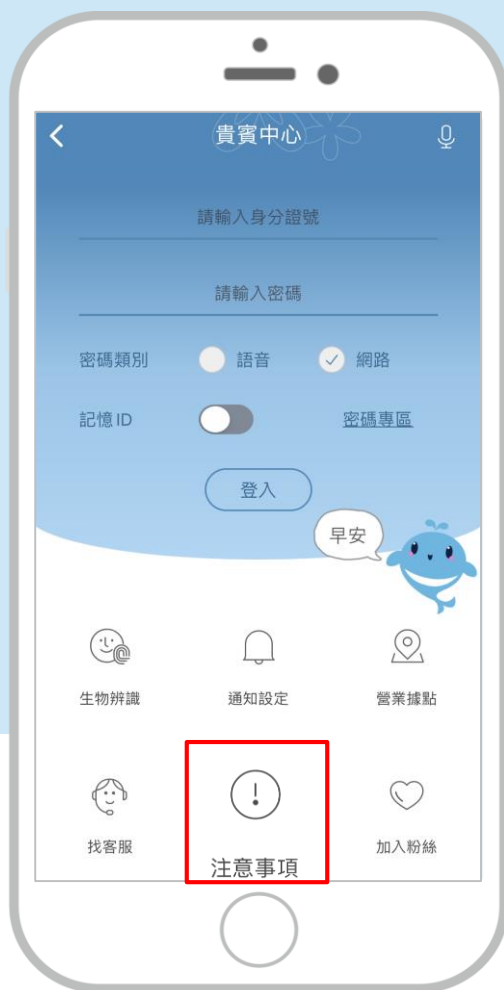 貴賓中心
請輸入身分證號
請輸入密碼
密碼類別 語音 網路
記憶ID 密碼專區
登入
早安
生物辨識 通知設定 營業據點
找客服 注意事項 加入粉絲